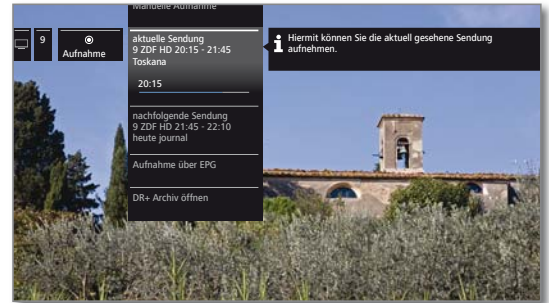 Manuelle Aufnahme
9
Aufnahme
aktuelle Sendung
9 ZDF HD 20:15 - 21:45
Toskana
20:15
nachfolgende Sendung
9 ZDF HD 21:45 - 22:10
heute journal
Aufnahme über EPG
DR+ Archiv öffnen
i Hiermit können Sie die aktuell gesehene Sendung
aufnehmen.